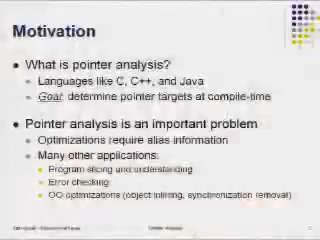 Motivation
What is pointer analysis?
Languages like C, C++, and Java
Goal: determine pointer targets at compile-time
Pointer analysis is an important problem
Optimizations require alias information
Many other applications:
Program slicing and understanding
Error checking
OO optimizations (object inlining, synchronization removal)